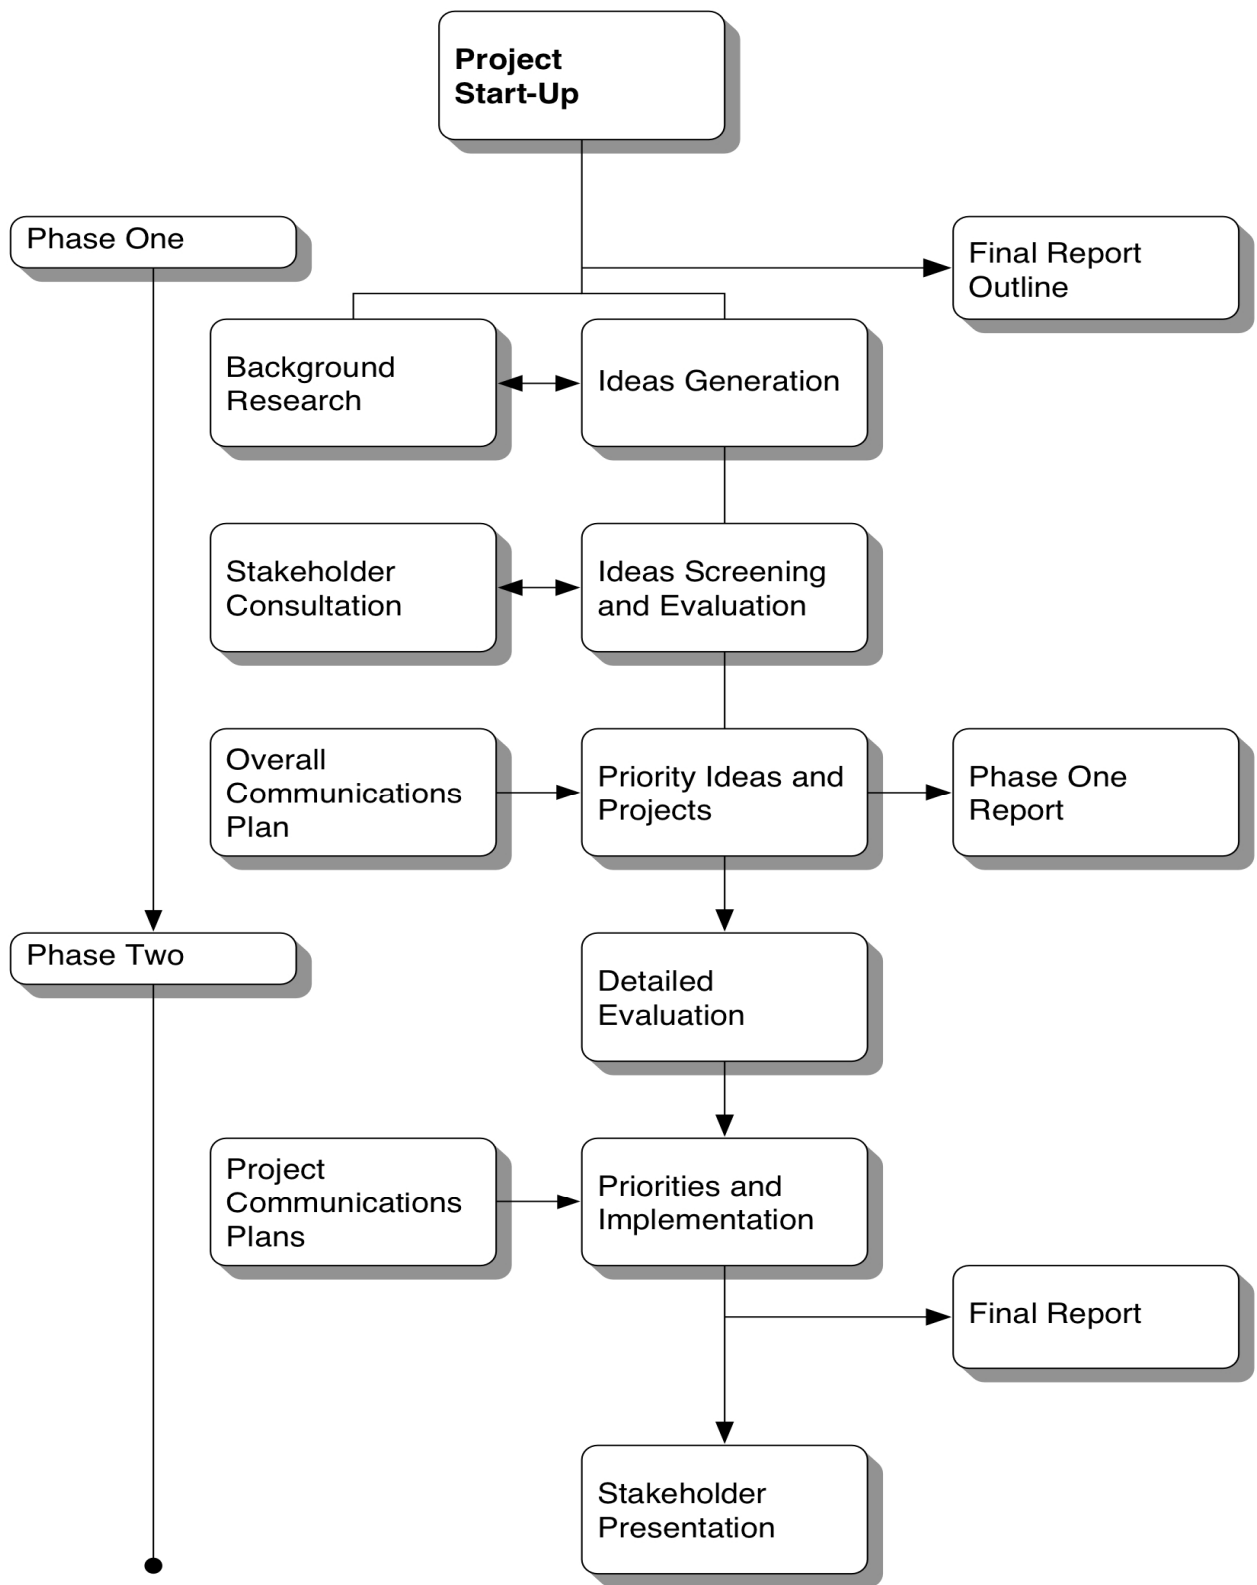 Project
Start-Up
Phase One
Final Report
Outline
Background
Research
Ideas Generation
Stakeholder
Consultation
Ideas Screening
and Evaluation
Overall
Communications
Plan
Priority Ideas and
Projects
Phase One
Report
Phase Two
Detailed
Evaluation
Project
Communications
Plans
Priorities and
Implementation
Final Report
Stakeholder
Presentation